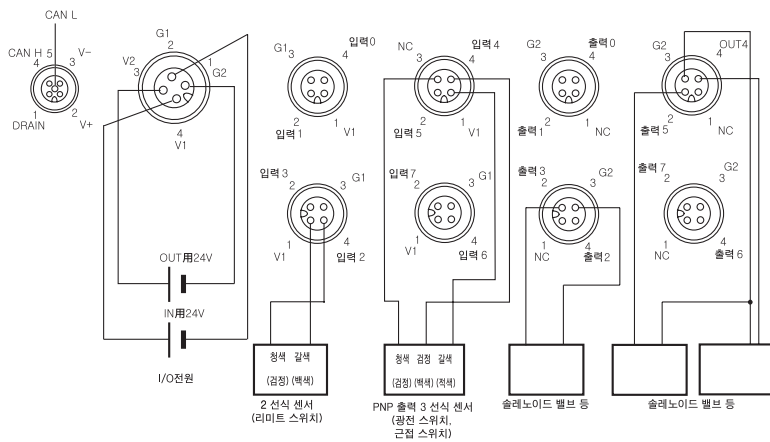 CAN L
CAN H 5 V-
4 3
1 2
DRAIN V+
G1
2
V2 1
3 G2
4
V1
G1 입력0
3 4
2 1
입력 1 V1
NC 입력 4
3 4
2 1
입력 5 V1
G2 출력 0
3 4
2 1
출력 1 NC
G2 OUT4
3 4
2 1
출력 5 NC
입력 3 G1
2 3
1 4
V1 입력 2
입력 7 G1
2 3
1 4
V1 입력 6
출력 3 G2
2 3
1 4
NC 출력 2
출력 7 G2
2 3
1 4
NC 출력 6
OUT用24V
IN用24V
I/O전원
청색 갈색
(검정) (백색)
2 선식 센서
(리미트 스위치)
청색 검정 갈색
(검정) (백색) (적색)
PNP 출력 3 선식 센서
(광전 스위치,
근접 스위치)
솔레노이드 밸브 등
솔레노이드 밸브 등